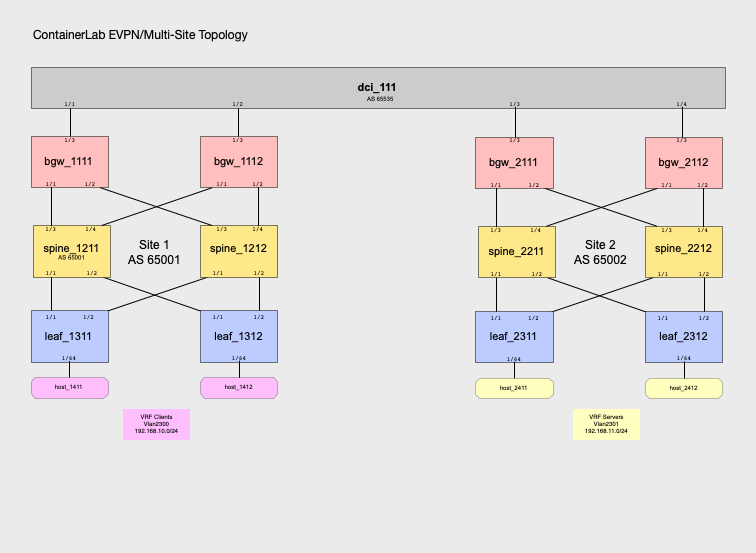 ContainerLab EVPN/Multi-Site Topology
dci_111
AS 65535
1/1 1/2 1/3 1/4
1/3 1/3 1/3 1/3
bgw_1111 bgw_1112 bgw_2111 bgw_2112
1/1 1/2 1/1 1/2 1/1 1/2 1/1 1/2
1/3 1/4 1/3 1/4 1/3 1/4 1/3 1/4
spine_1211 Site 1 spine_1212 spine_2211 Site 2 spine_2212
AS 65001 AS 65001 AS 65002
1/1 1/2 1/1 1/2 1/1 1/2 1/1 1/2
1/1 1/2 1/1 1/2 1/1 1/2 1/1 1/2
leaf_1311 leaf_1312 leaf_2311 leaf_2312
1/64 1/64 1/64 1/64
host_1411 host_1412 host_2411 host_2412
VRF Clients VRF Servers
Vlan2300 Vlan2301
192.168.10.0/24 192.168.11.0/24